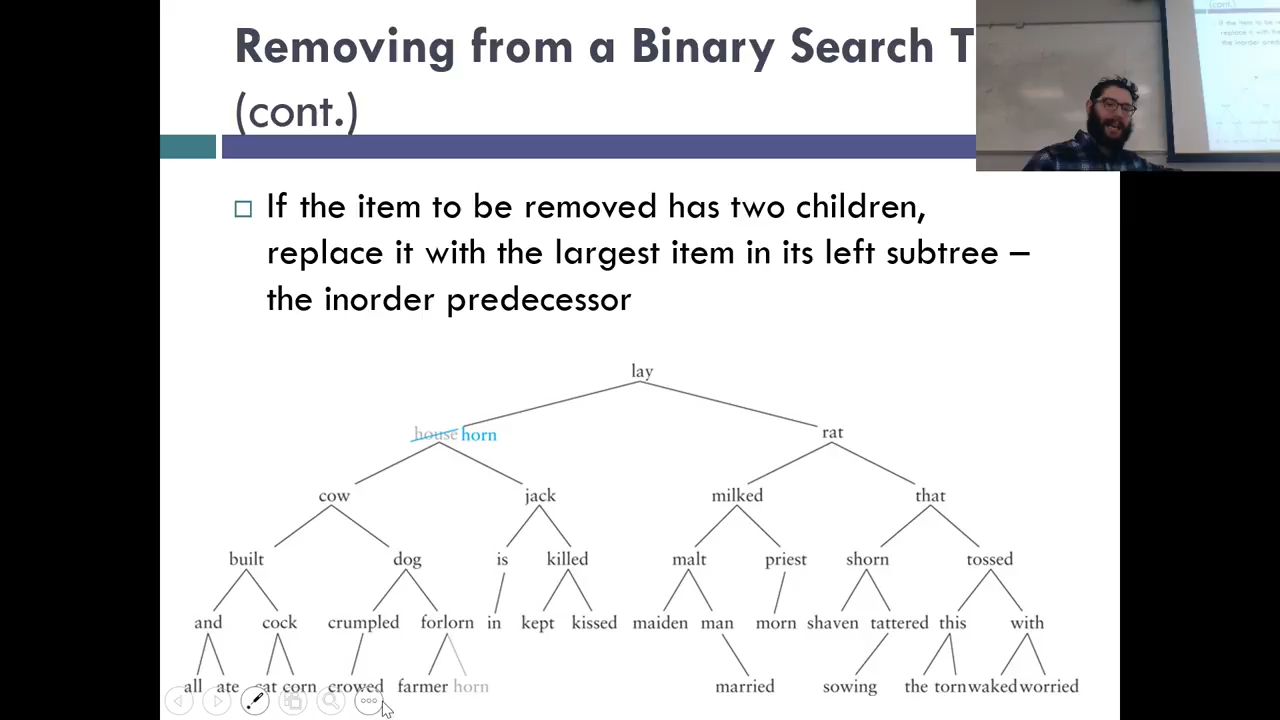 Removing from a Binary Search T
(cont.)
If the item to be removed has two children,
replace it with the largest item in its left subtree –
the inorder predecessor
lay
house horn rat
cow jack milked that
built dog is killed malt priest shorn tossed
and cock crumpled forlorn in kept kissed maiden man morn shaven tattered this with
all ate cat corn crowed farmer horn married sowing the torn waked worried
(cont.)